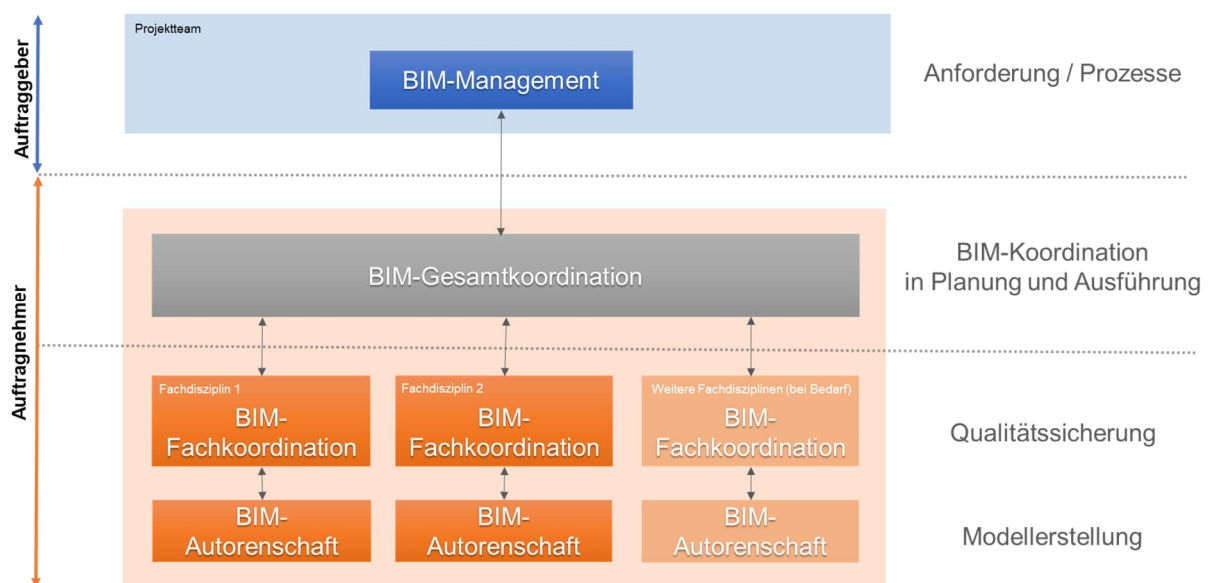 Auftraggeber
Projektteam
BIM-Management
Anforderung / Prozesse
Auftragnehmer
BIM-Gesamtkoordination
BIM-Koordination
in Planung und Ausführung
Fachdisziplin 1
BIM-
Fachkoordination
Fachdisziplin 2
BIM-
Fachkoordination
Weitere Fachdisziplinen (bei Bedarf)
BIM-
Fachkoordination
Qualitätssicherung
BIM-
Autorenschaft
BIM-
Autorenschaft
BIM-
Autorenschaft
Modellerstellung